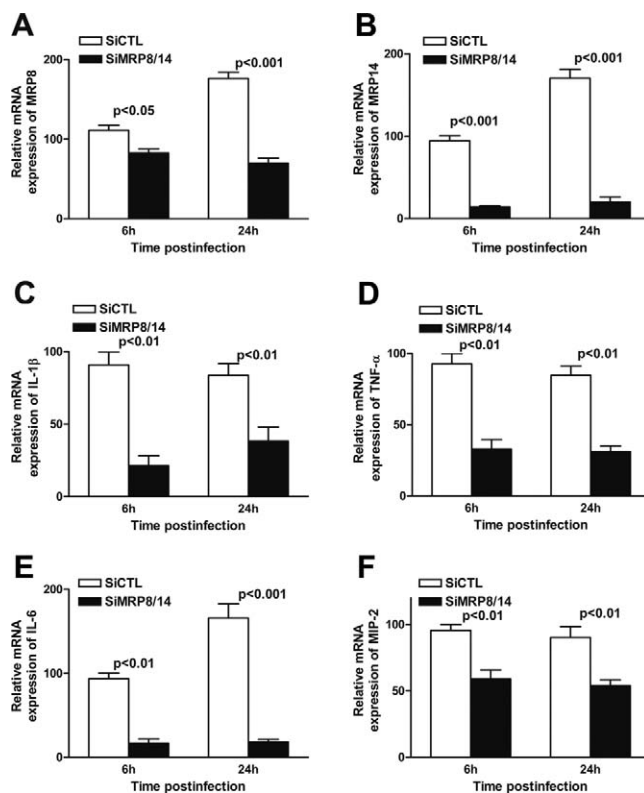 A
SiCTL
SiMRP8/14
Relative mRNA
expression of MRP8
200
100
0
p<0.05
p<0.001
6h
24h
Time postinfection
B
SiCTL
SiMRP8/14
Relative mRNA
expression of MRP14
200
100
0
p<0.001
p<0.001
6h
24h
Time postinfection
C
SiCTL
SiMRP8/14
Relative mRNA
expression of IL-1β
100
50
0
p<0.01
p<0.01
6h
24h
Time postinfection
D
SiCTL
SiMRP8/14
Relative mRNA
expression of TNF-α
100
50
0
p<0.01
p<0.01
6h
24h
Time postinfection
E
SiCTL
SiMRP8/14
Relative mRNA
expression of IL-6
200
100
0
p<0.01
p<0.001
6h
24h
Time postinfection
F
SiCTL
SiMRP8/14
Relative mRNA
expression of MIP-2
100
50
0
p<0.01
p<0.01
6h
24h
Time postinfection